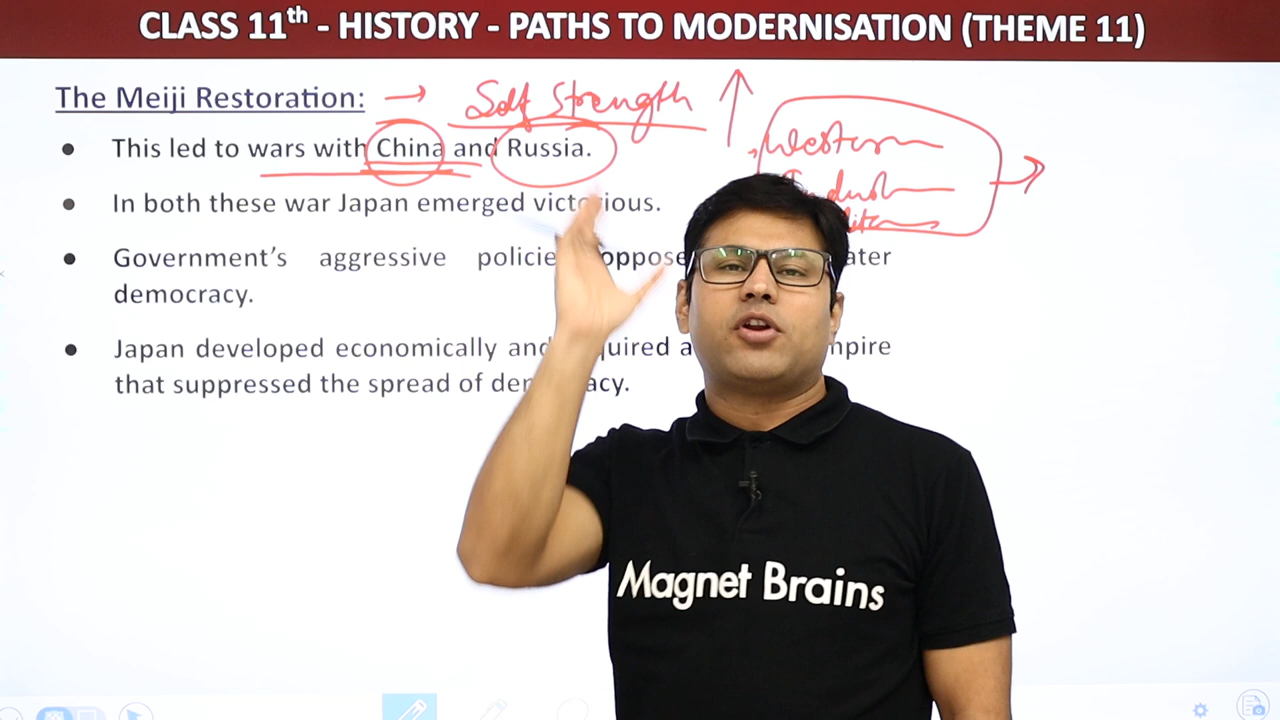 CLASS 11th - HISTORY - PATHS TO MODERNISATION (THEME 11)
The Meiji Restoration: → Self Strength ↑
Western
● This led to wars with China and Russia.
● In both these war Japan emerged victorious.
● Government's aggressive policie oppose ater
democracy.
● Japan developed economically and quired a mpire
that suppressed the spread of de acy.
Magnet Brains